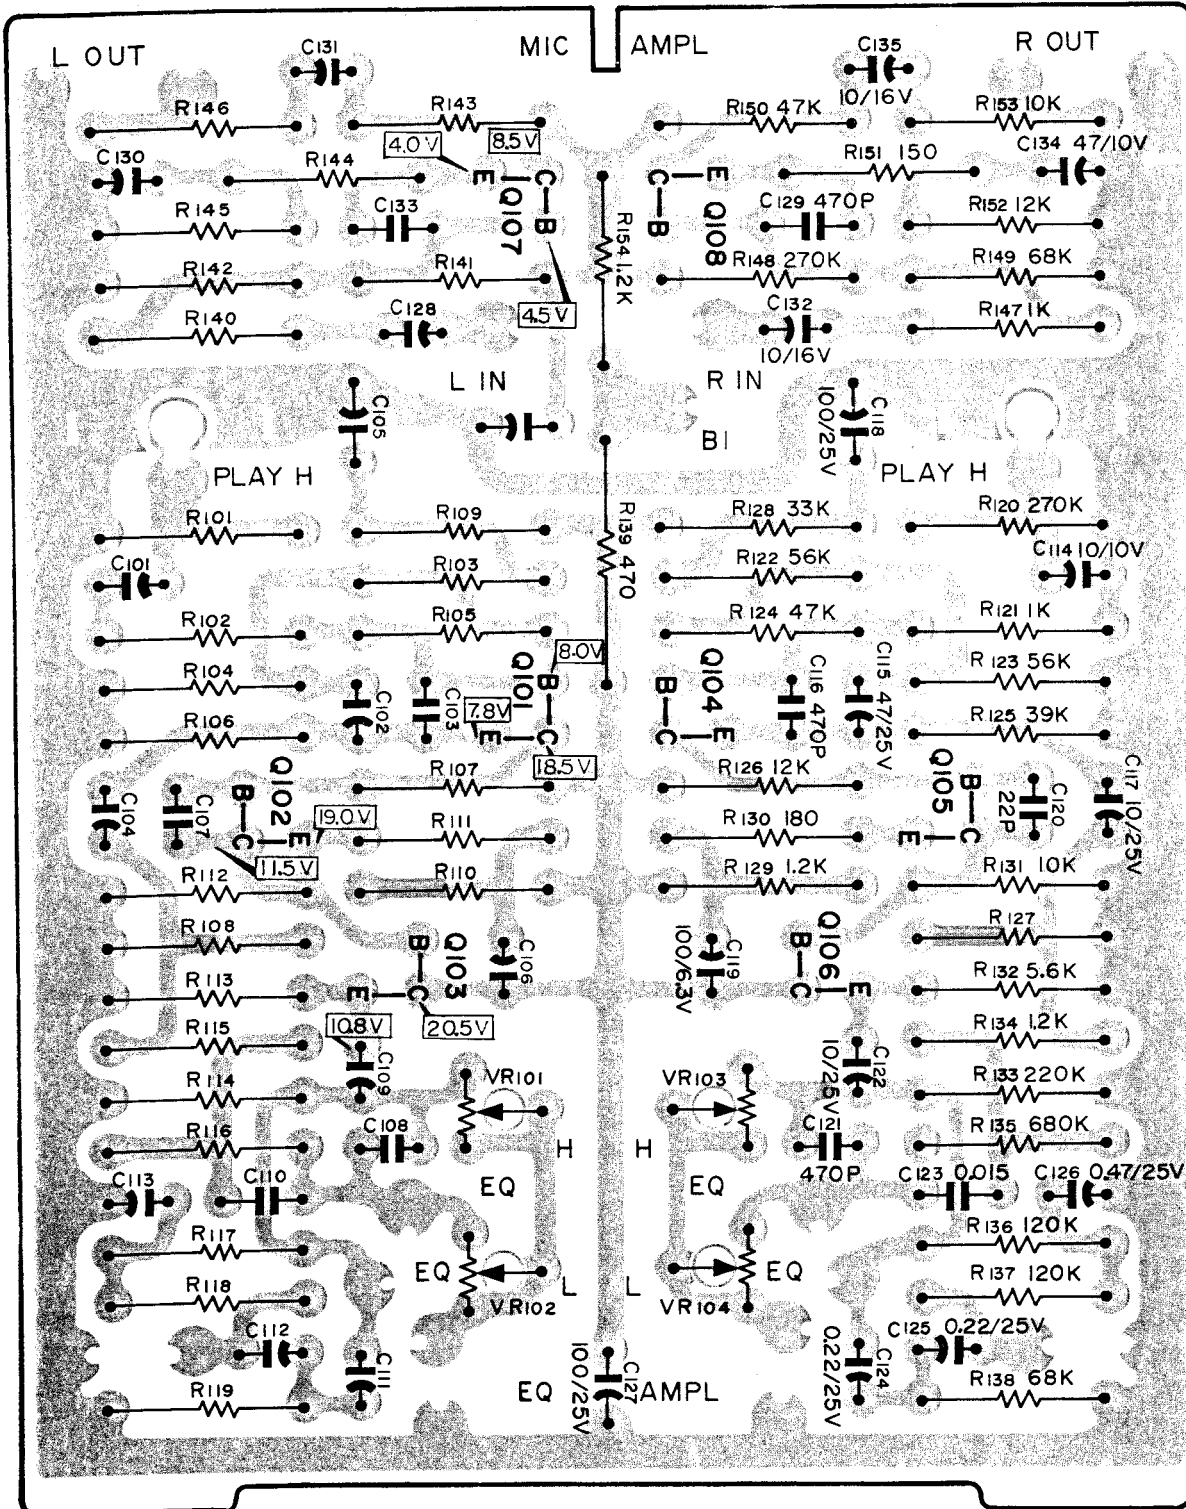 L OUT
C131
MIC AMPL
C135
10/16V
R OUT
R146
R143
R150 47K
R153 10K
4.0V
8.5V
C130
R144
E C
B
Q107
C B E
Q108
R151 150
C134 47/10V
R145
C133
R154 1.2K
C129 470P
R152 12K
R142
R141
R148 270K
R149 68K
4.5V
R140
C128
C132
10/16V
R147 1K
L IN
R IN
C105
C118
100/25V
B1
PLAY H
PLAY H
R101
R109
R139 470
R128 33K
R120 270K
C101
R103
R122 56K
C114 10/10V
R102
R105
R124 47K
R121 1K
8.0V
R104
Q101
B
E C
Q104
B
C E
R123 56K
C102
C103
7.8V
C116 470P
C115 47/25V
R106
R125 39K
18.5V
Q102
B
C E
R107
R126 12K
Q105
B
E C
C104
C107
19.0V
C120
22P
C117 10/25V
11.5V
R111
R130 180
R112
R110
R129 1.2K
R131 10K
R108
B
E C
Q103
C106
C119
100/6.3V
B
C E
Q106
R127
R113
R132 5.6K
10.8V
20.5V
R115
R134 1.2K
C109
VR101
VR103
C122
10/25V
R114
R133 220K
R116
C108
H
H
C121
470P
R135 680K
C113
C110
EQ
EQ
C123 0.015
C126 0.47/25V
R117
R136 120K
EQ
EQ
R118
VR102
L
L
VR104
R137 120K
C112
C111
C127
100/25V
C124
0.22/25V
C125 0.22/25V
R119
EQ AMPL
R138 68K